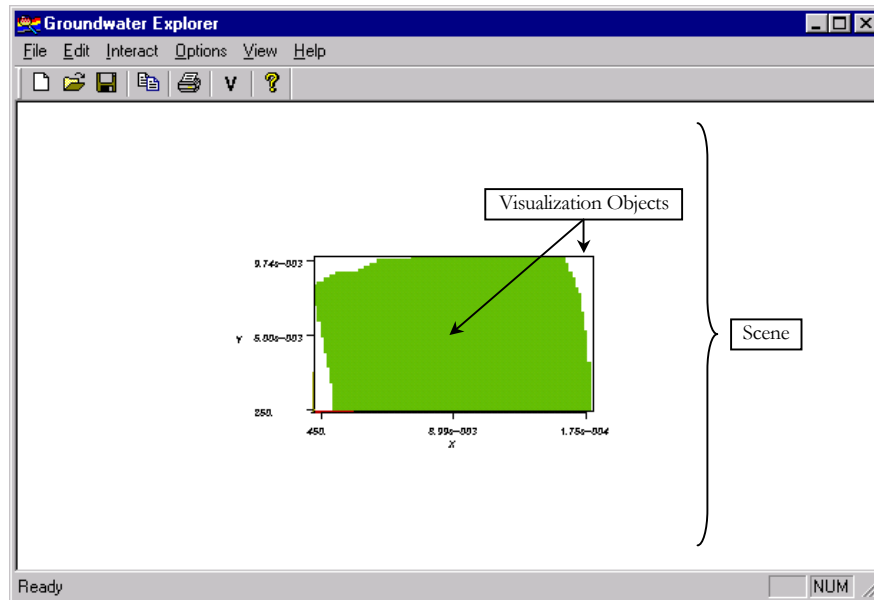 Groundwater Explorer
File Edit Interact Options View Help
V ?
Visualization Objects
9.74e+003
Y 5.00e+003
250.
450. 8.99e+003 1.75e+004
X
Scene
Ready NUM